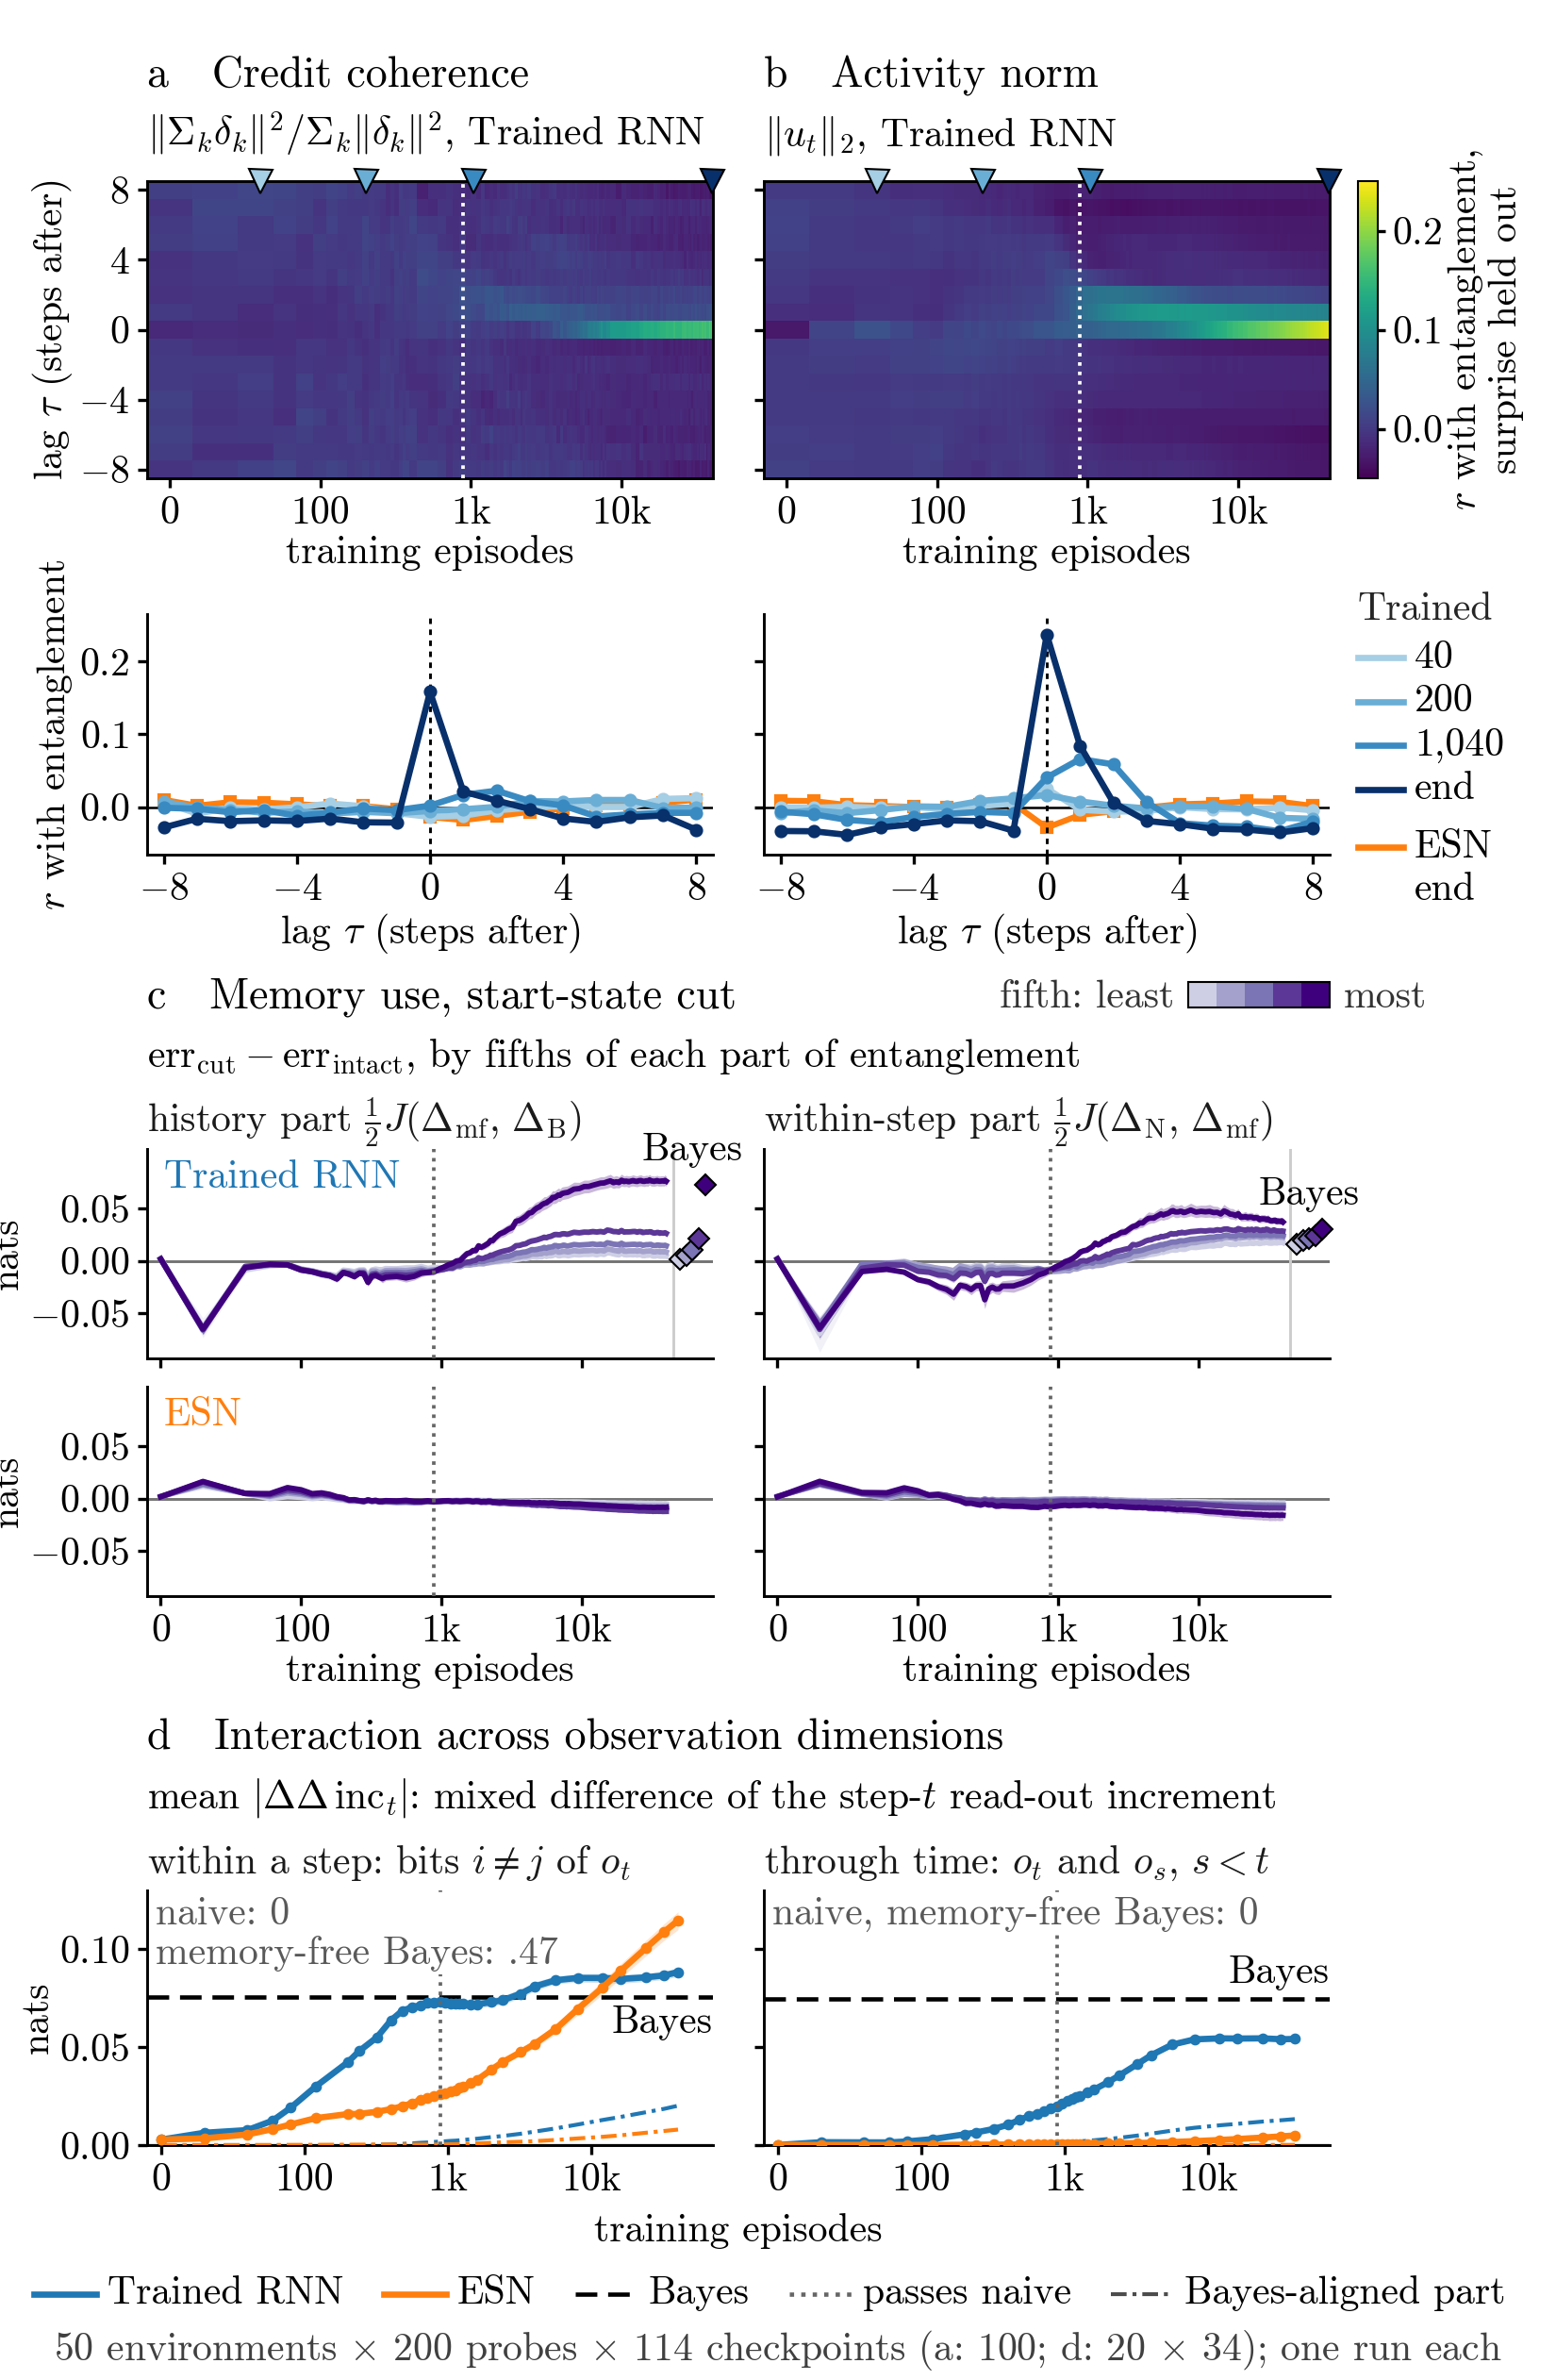 a Credit coherence
‖Σ_k δ_k‖²/Σ_k‖δ_k‖², Trained RNN
b Activity norm
‖u_t‖₂, Trained RNN
lag τ (steps after)
8
4
0
−4
−8
0 100 1k 10k
training episodes
0 100 1k 10k
training episodes
0.2
0.1
0.0
r with entanglement,
surprise held out
r with entanglement
0.2
0.1
0.0
−8 −4 0 4 8
lag τ (steps after)
−8 −4 0 4 8
lag τ (steps after)
Trained
40
200
1,040
end
ESN
end
c Memory use, start-state cut
fifth: least most
err_cut − err_intact, by fifths of each part of entanglement
history part ½J(Δ_mf, Δ_B)
within-step part ½J(Δ_N, Δ_mf)
Trained RNN
Bayes
Bayes
nats
0.05
0.00
−0.05
ESN
nats
0.05
0.00
−0.05
0 100 1k 10k
training episodes
0 100 1k 10k
training episodes
d Interaction across observation dimensions
mean |ΔΔ inc_t|: mixed difference of the step-t read-out increment
within a step: bits i ≠ j of o_t
through time: o_t and o_s, s < t
naive: 0
memory-free Bayes: .47
naive, memory-free Bayes: 0
Bayes
Bayes
nats
0.10
0.05
0.00
0 100 1k 10k
0 100 1k 10k
training episodes
Trained RNN ESN Bayes passes naive Bayes-aligned part
50 environments × 200 probes × 114 checkpoints (a: 100; d: 20 × 34); one run each